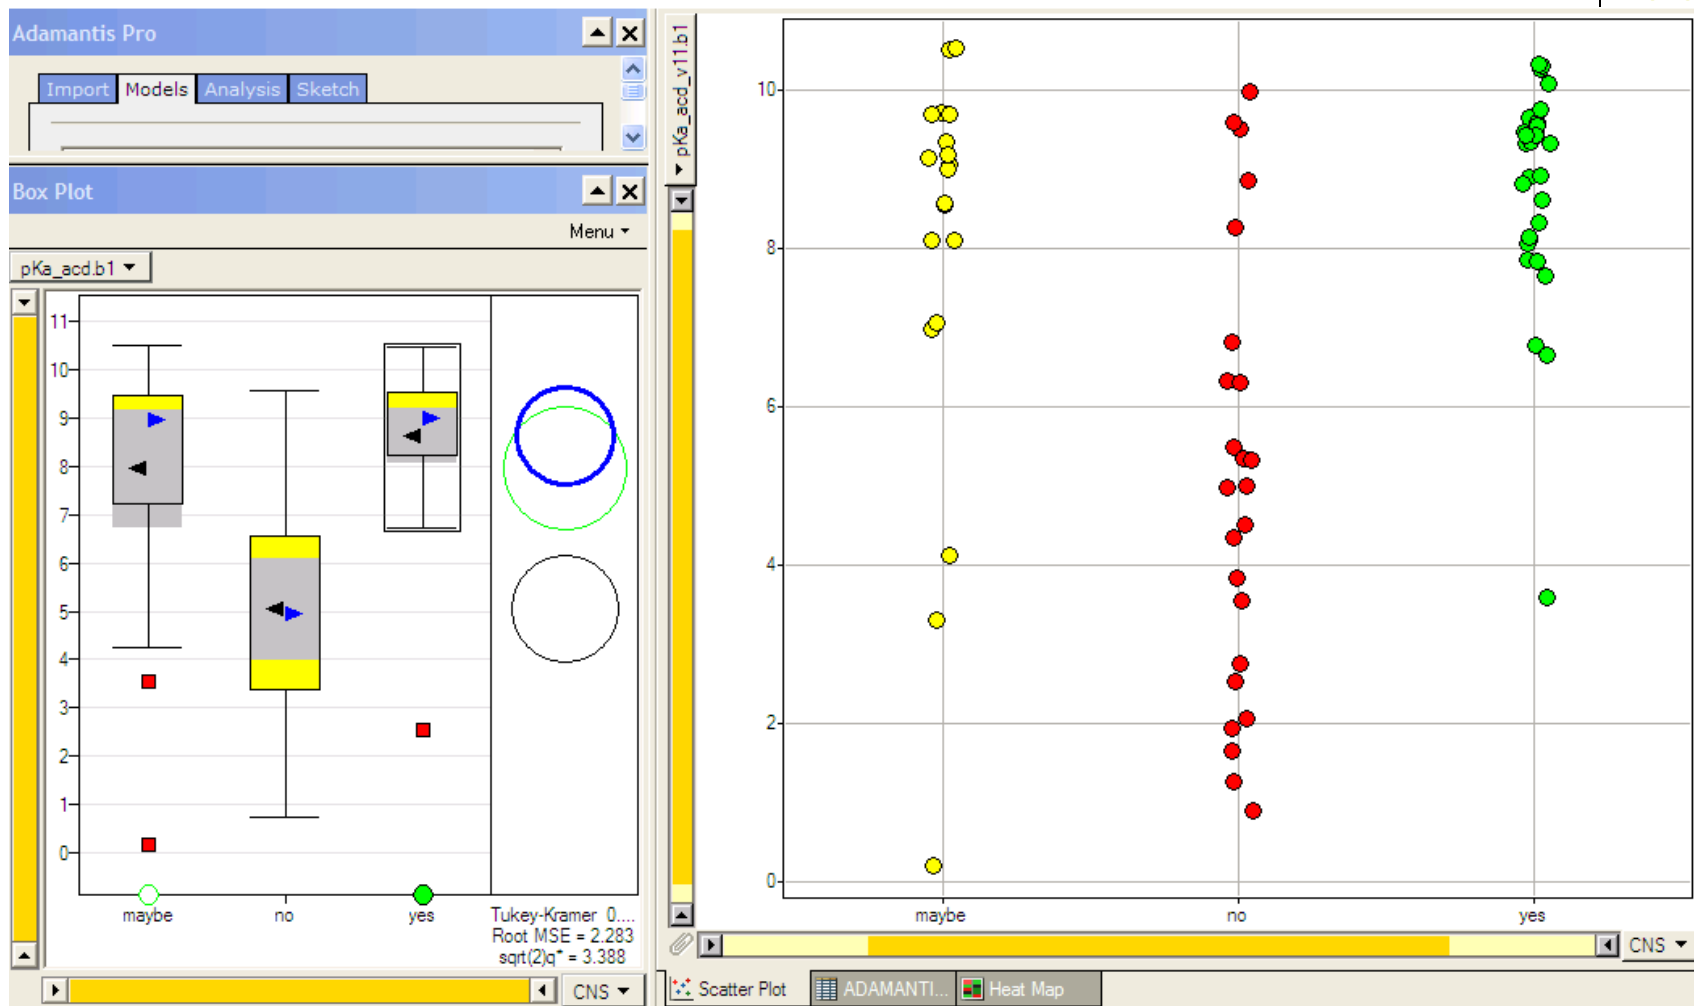 Adamantis Pro
Import Models Analysis Sketch
Box Plot
Menu
pKa_acd.b1
11
10
9
8
7
6
5
4
3
2
1
0
maybe no yes
Tukey-Kramer 0....
Root MSE = 2.283
sqrt(2)q* = 3.388
CNS
pKa_acd_v11.b1
10
8
6
4
2
0
maybe no yes
CNS
Scatter Plot ADAMANTI... Heat Map